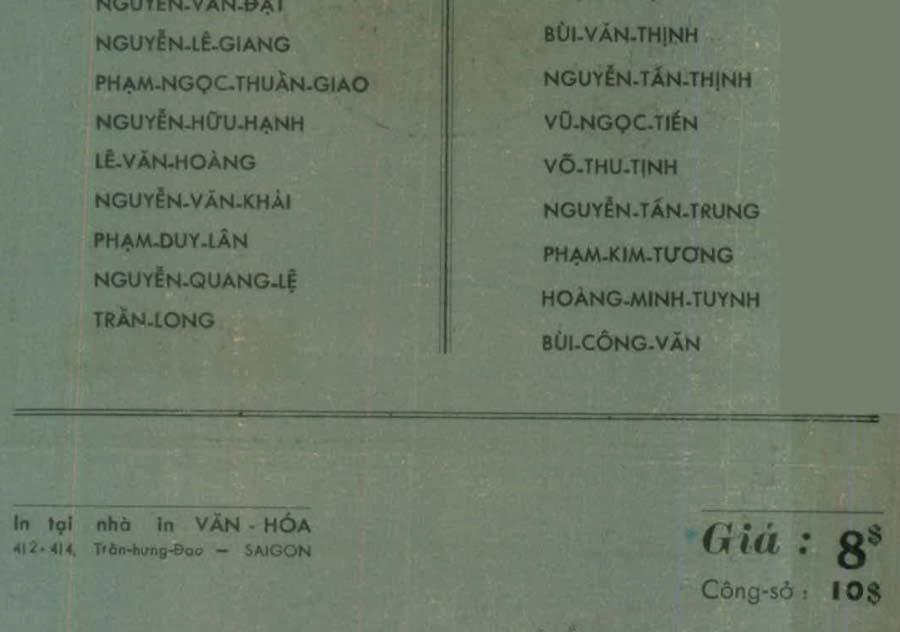 NGUYỄN-VĂN-ĐẠT
NGUYỄN-LÊ-GIANG
PHẠM-NGỌC-THUẦN-GIAO
NGUYỄN-HỮU-HẠNH
LÊ-VĂN-HOÀNG
NGUYỄN-VĂN-KHẢI
PHẠM-DUY-LÂN
NGUYỄN-QUANG-LỆ
TRẦN-LONG
BÙI-VĂN-THỊNH
NGUYỄN-TẤN-THỊNH
VŨ-NGỌC-TIẾN
VÕ-THU-TỊNH
NGUYỄN-TẤN-TRUNG
PHẠM-KIM-TƯƠNG
HOÀNG-MINH-TUYNH
BÙI-CÔNG-VĂN
In tại nhà in VĂN - HÓA
412-414, Trần-hưng-Đạo — SAIGON
Giá : 8$
Công-sở : 10$